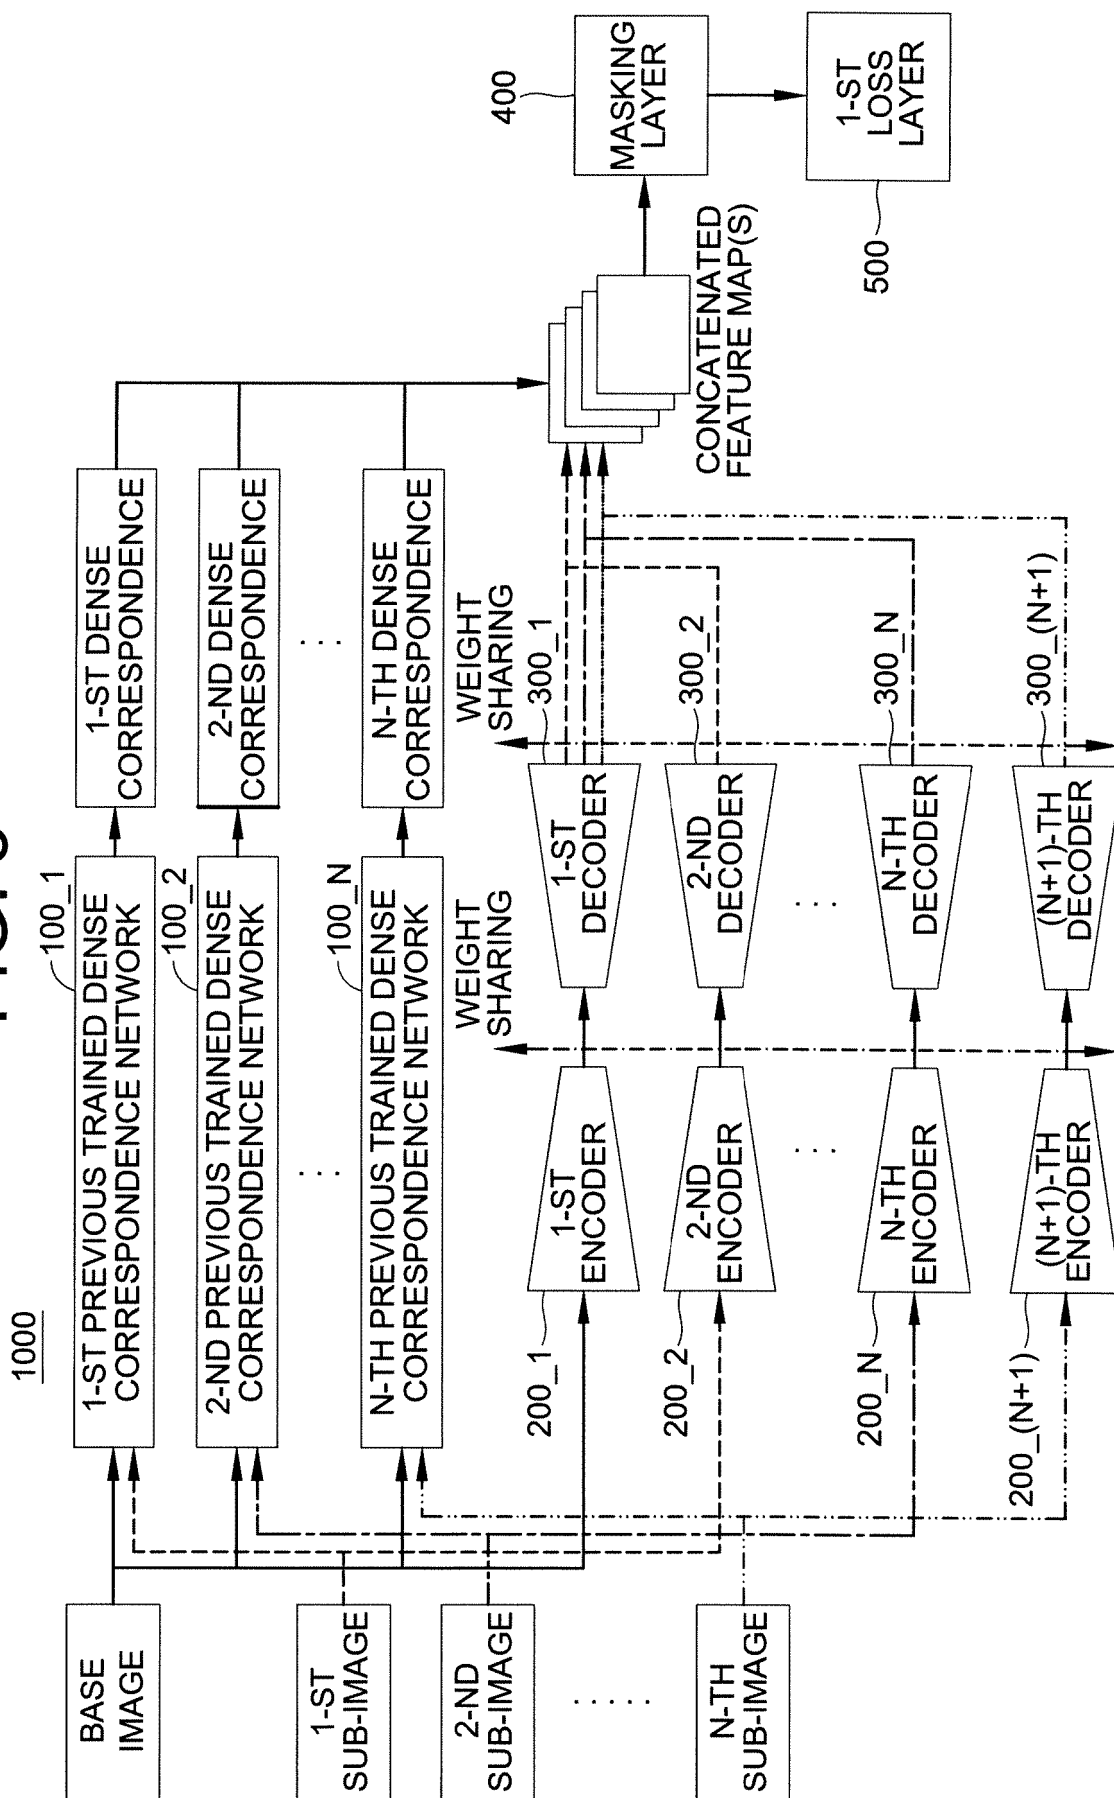 1000
BASE
IMAGE
1-ST
SUB-IMAGE
2-ND
SUB-IMAGE
. . . . .
N-TH
SUB-IMAGE
1-ST PREVIOUS TRAINED DENSE
CORRESPONDENCE NETWORK
100_1
2-ND PREVIOUS TRAINED DENSE
CORRESPONDENCE NETWORK
100_2
. . .
N-TH PREVIOUS TRAINED DENSE
CORRESPONDENCE NETWORK
100_N
1-ST DENSE
CORRESPONDENCE
2-ND DENSE
CORRESPONDENCE
. . .
N-TH DENSE
CORRESPONDENCE
WEIGHT
SHARING
WEIGHT
SHARING
200_1
1-ST
ENCODER
200_2
2-ND
ENCODER
. . .
200_N
N-TH
ENCODER
200_(N+1)
(N+1)-TH
ENCODER
1-ST
DECODER
300_1
2-ND
DECODER
300_2
. . .
N-TH
DECODER
300_N
(N+1)-TH
DECODER
300_(N+1)
CONCATENATED
FEATURE MAP(S)
400
MASKING
LAYER
500
1-ST
LOSS
LAYER